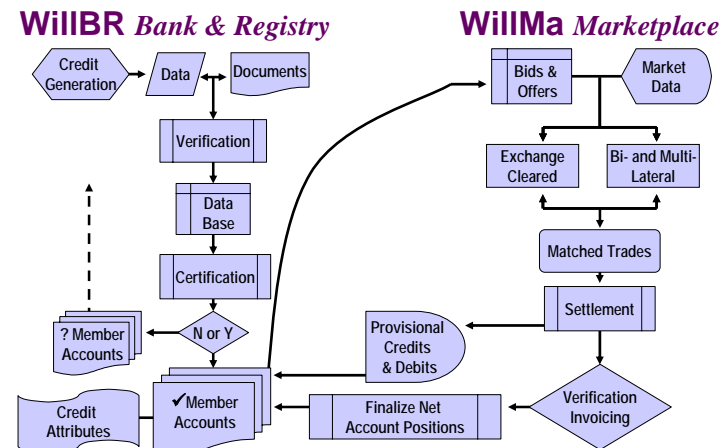 WillBR Bank & Registry
WillMa Marketplace
Credit
Generation
Data
Documents
Verification
Data
Base
Certification
N or Y
? Member
Accounts
✓Member
Accounts
Credit
Attributes
Bids &
Offers
Market
Data
Exchange
Cleared
Bi- and Multi-
Lateral
Matched Trades
Settlement
Provisional
Credits
& Debits
Verification
Invoicing
Finalize Net
Account Positions